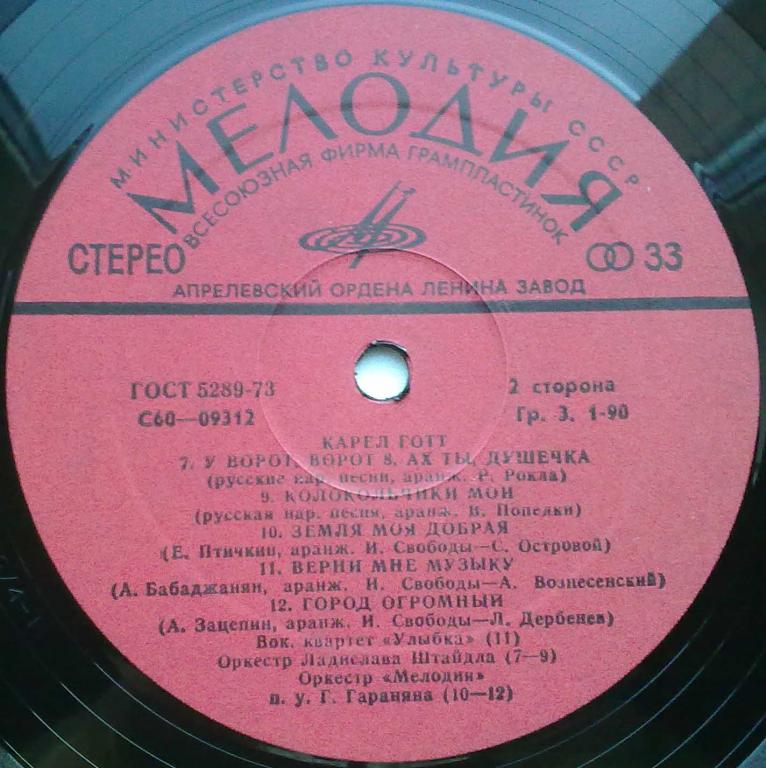 МИНИСТЕРСТВО КУЛЬТУРЫ СССР
МЕЛОДИЯ
ВСЕСОЮЗНАЯ ФИРМА ГРАМПЛАСТИНОК
СТЕРЕО
33
АПРЕЛЕВСКИЙ ОРДЕНА ЛЕНИНА ЗАВОД
ГОСТ 5289-73
2 сторона
С60—09312
Гр. 3. 1-90
КАРЕЛ ГОТТ
7. У ВОРОТ, ВОРОТ 8. АХ ТЫ, ДУШЕЧКА
(русские нар. песни, аранж. Р. Рокла)
9. КОЛОКОЛЬЧИКИ МОИ
(русская нар. песня, аранж. В. Попелки)
10. ЗЕМЛЯ МОЯ ДОБРАЯ
(Е. Птичкин, аранж. И. Свободы—С. Островой)
11. ВЕРНИ МНЕ МУЗЫКУ
(А. Бабаджанян, аранж. И. Свободы—А. Вознесенский)
12. ГОРОД ОГРОМНЫЙ
(А. Зацепин, аранж. И. Свободы—Л. Дербенев)
Вок. квартет «Улыбка» (11)
Оркестр Ладислава Штайдла (7—9)
Оркестр «Мелодия»
п. у. Г. Гараняна (10—12)